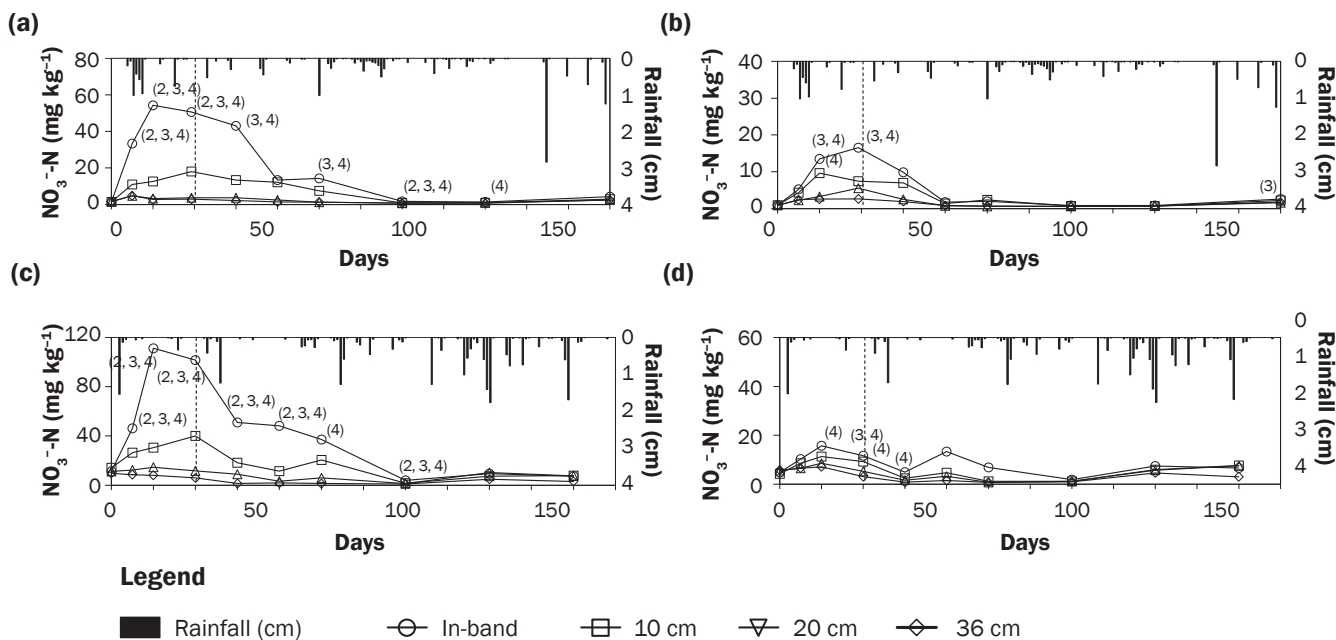 (a)
NO₃⁻-N (mg kg⁻¹)
80
60
40
20
0
(2, 3, 4)
(2, 3, 4)
(2, 3, 4)
(3, 4)
(3, 4)
(2, 3, 4)
(4)
0
1
2
3
4
Rainfall (cm)
0
50
100
150
Days
(b)
NO₃⁻-N (mg kg⁻¹)
40
30
20
10
0
(3, 4)
(3, 4)
(4)
(3)
0
1
2
3
4
Rainfall (cm)
0
50
100
150
Days
(c)
NO₃⁻-N (mg kg⁻¹)
120
80
40
0
(2, 3, 4)
(2, 3, 4)
(2, 3, 4)
(2, 3, 4)
(2, 3, 4)
(4)
(2, 3, 4)
0
1
2
3
4
Rainfall (cm)
0
50
100
150
Days
(d)
NO₃⁻-N (mg kg⁻¹)
60
40
20
0
(4)
(3, 4)
(4)
(4)
0
1
2
3
4
Rainfall (cm)
0
50
100
150
Days
Legend
Rainfall (cm) In-band 10 cm 20 cm 36 cm